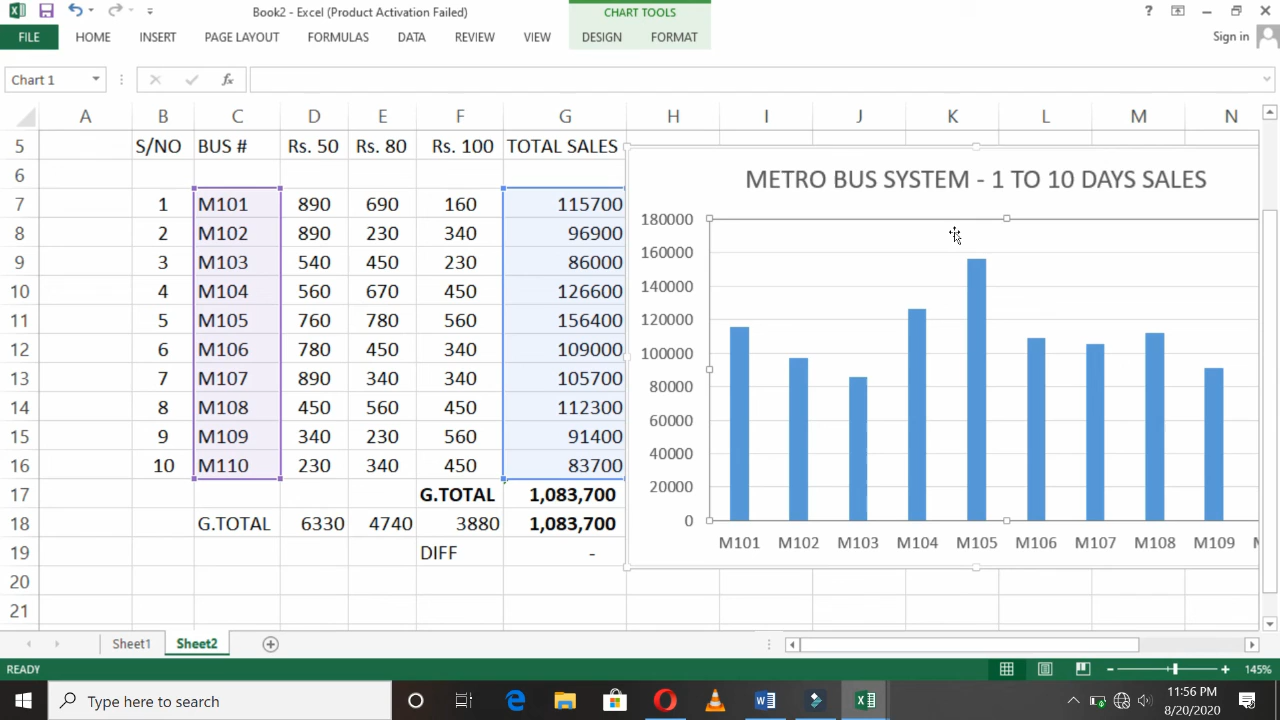 Book2 - Excel (Product Activation Failed)
CHART TOOLS
?
FILE HOME INSERT PAGE LAYOUT FORMULAS DATA REVIEW VIEW DESIGN FORMAT Sign in
Chart 1 fx
A B C D E F G H I J K L M N
5 S/NO BUS # Rs. 50 Rs. 80 Rs. 100 TOTAL SALES
6
7 1 M101 890 690 160 115700
8 2 M102 890 230 340 96900
9 3 M103 540 450 230 86000
10 4 M104 560 670 450 126600
11 5 M105 760 780 560 156400
12 6 M106 780 450 340 109000
13 7 M107 890 340 340 105700
14 8 M108 450 560 450 112300
15 9 M109 340 230 560 91400
16 10 M110 230 340 450 83700
17 G.TOTAL 1,083,700
18 G.TOTAL 6330 4740 3880 1,083,700
19 DIFF -
20
21
METRO BUS SYSTEM - 1 TO 10 DAYS SALES
180000
160000
140000
120000
100000
80000
60000
40000
20000
0
M101 M102 M103 M104 M105 M106 M107 M108 M109
Sheet1 Sheet2
READY 145%
Type here to search
11:56 PM
8/20/2020